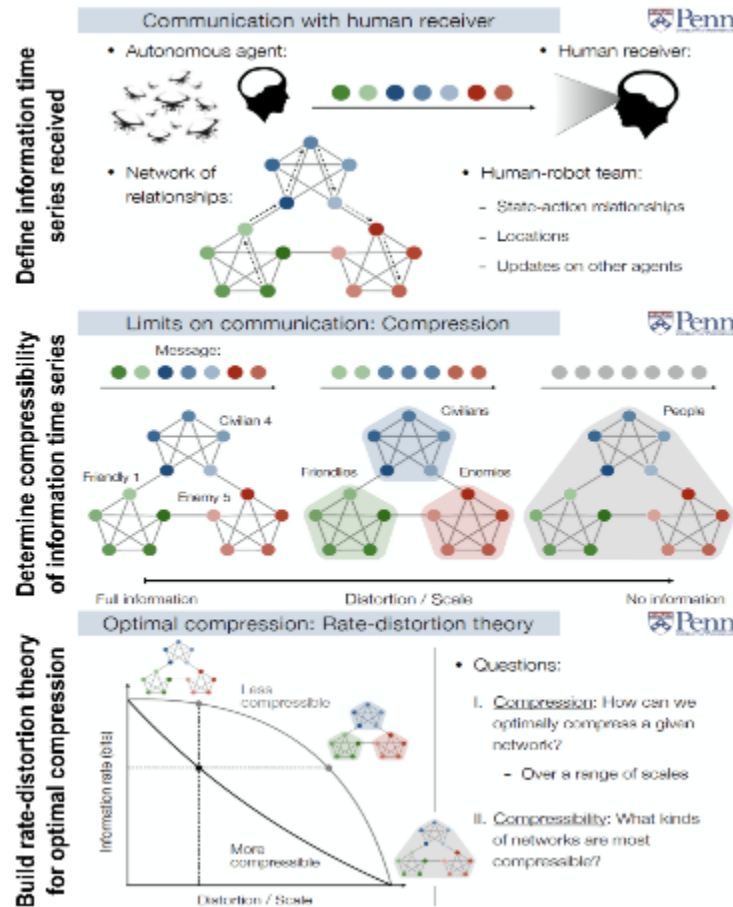 Define information time
series received
Communication with human receiver
Penn
• Autonomous agent:
• Human receiver:
• Network of
relationships:
• Human-robot team:
- State-action relationships
- Locations
- Updates on other agents
Determine compressibility
of information time series
Limits on communication: Compression
Penn
Message:
Civilian 4
Friendly 1
Enemy 5
Civilians
Friendlies
Enemies
People
Full information
Distortion / Scale
No information
Build rate-distortion theory
for optimal compression
Optimal compression: Rate-distortion theory
Penn
Less
compressible
More
compressible
Information rate (bits)
Distortion / Scale
• Questions:
I. Compression: How can we
optimally compress a given
network?
- Over a range of scales
II. Compressibility: What kinds
of networks are most
compressible?